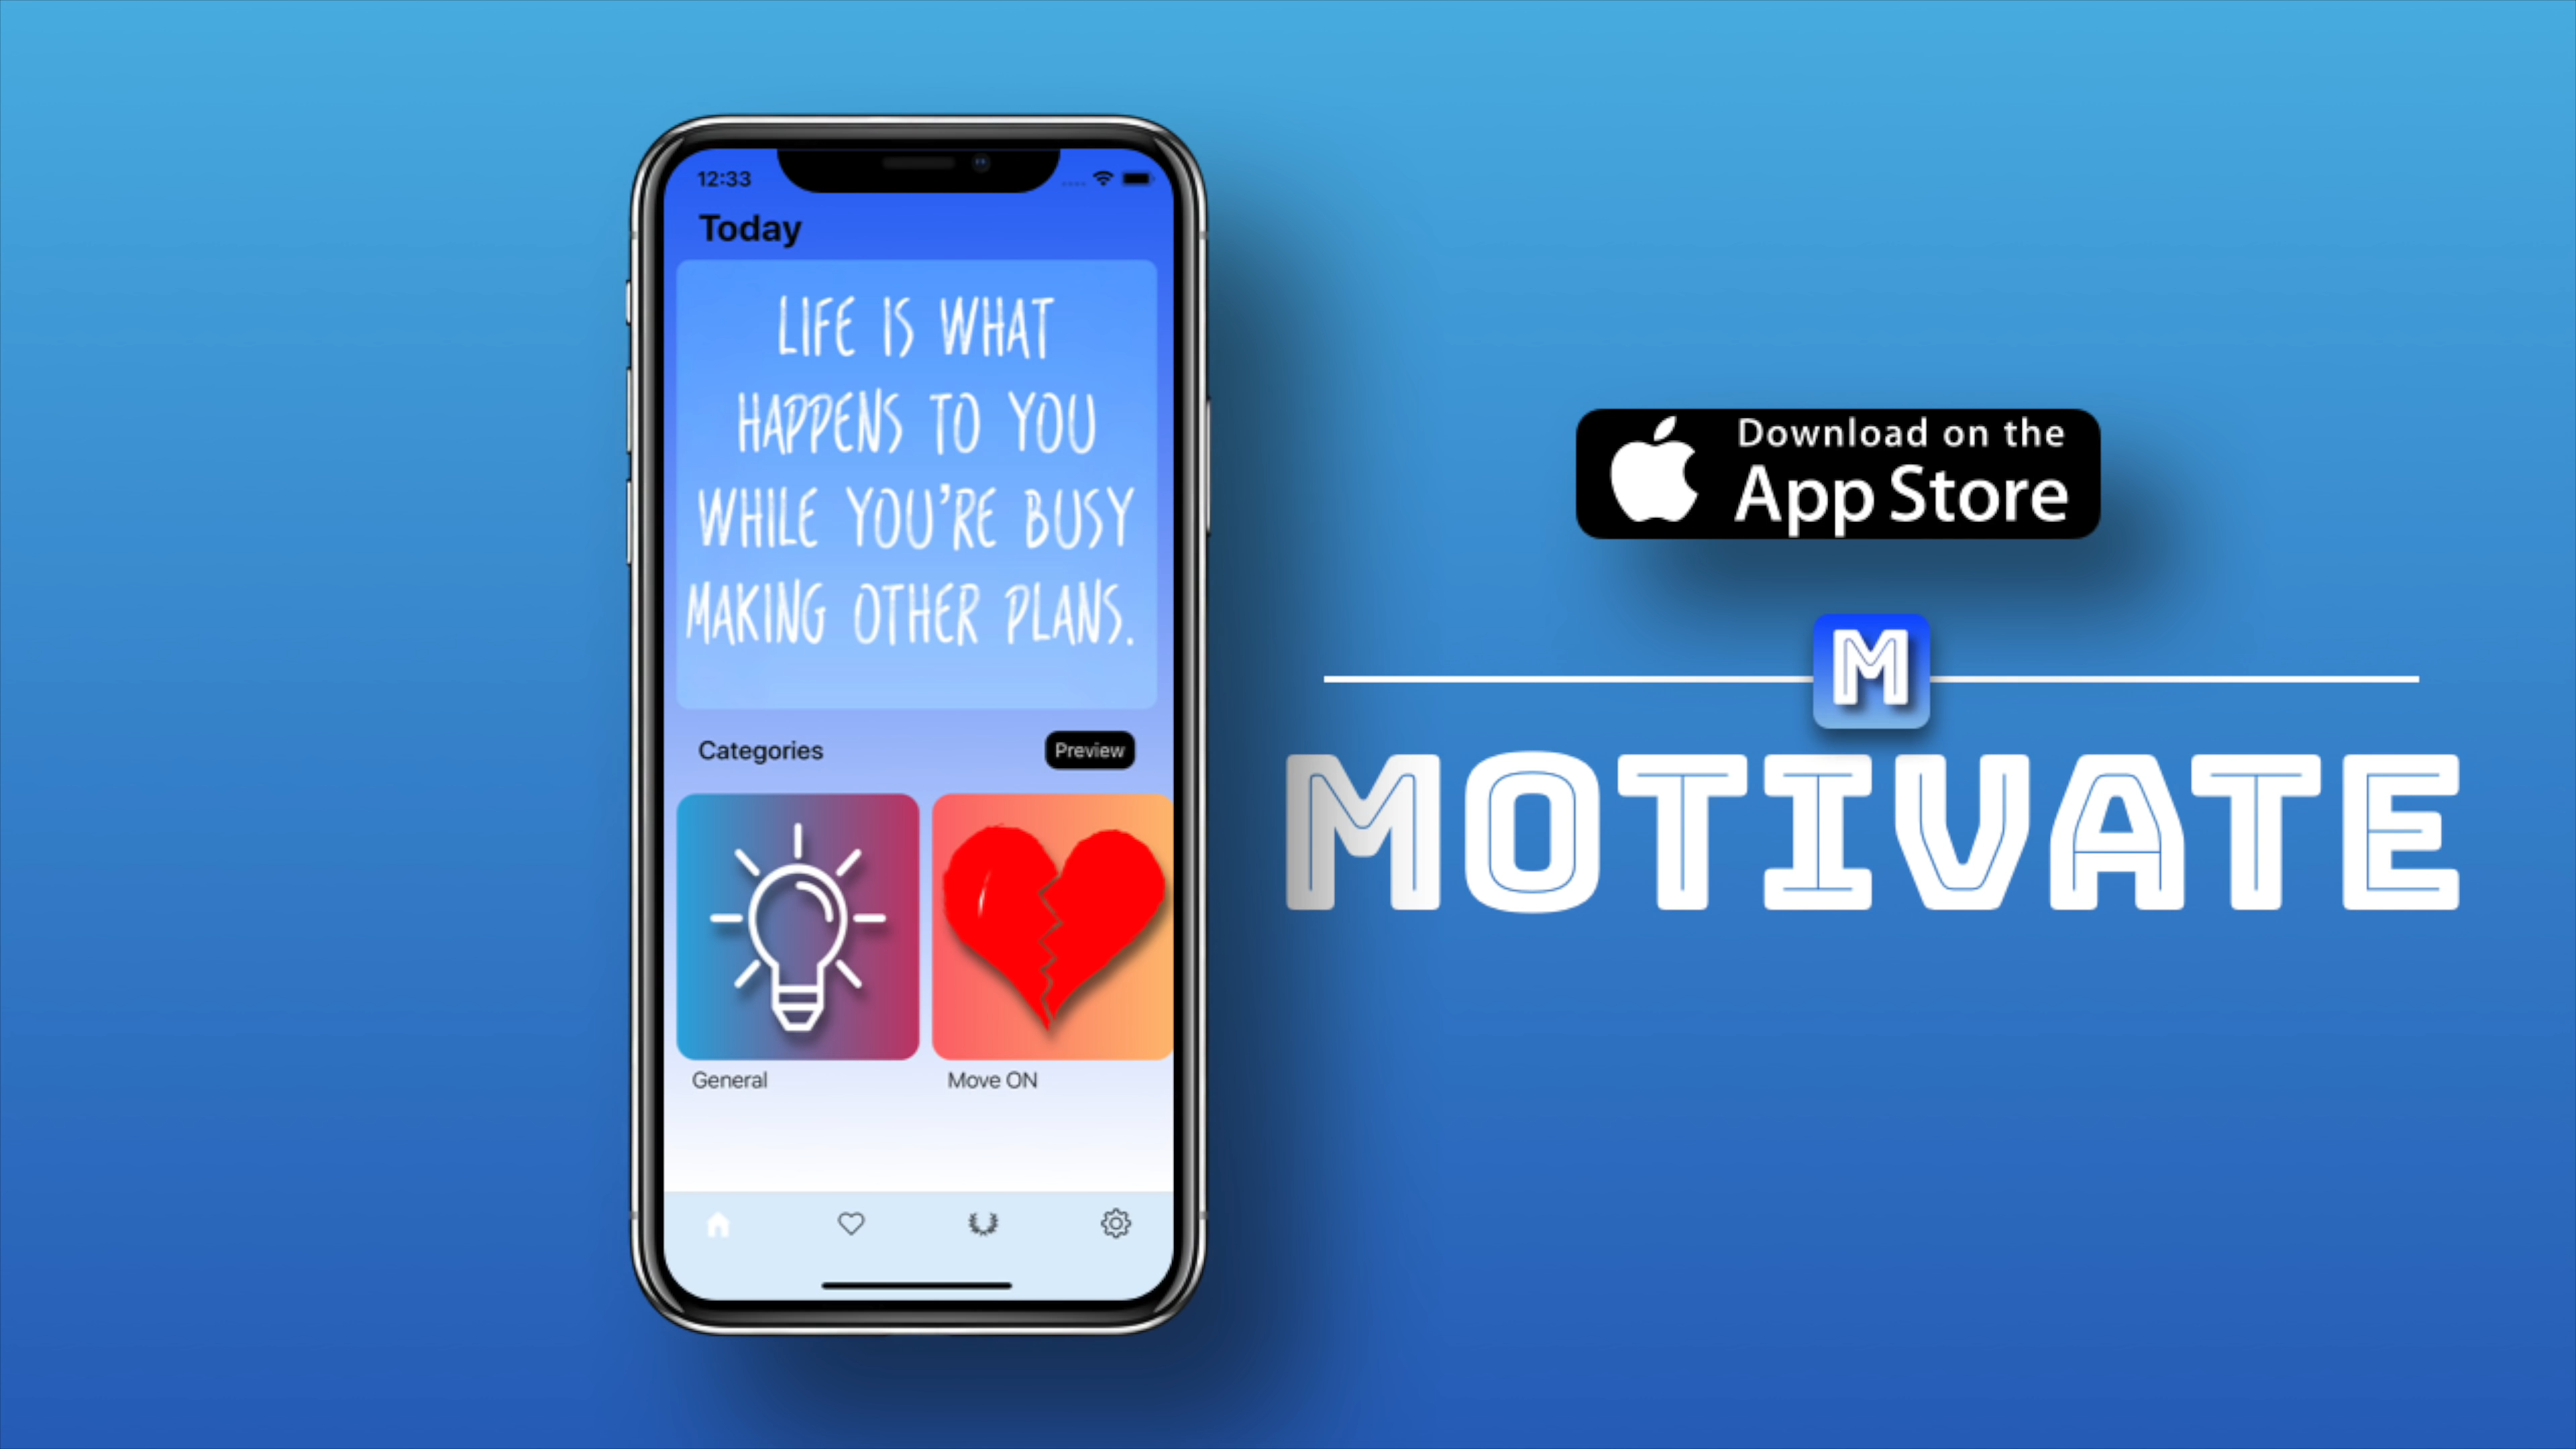 12:33
Today
LIFE IS WHAT
HAPPENS TO YOU
WHILE YOU'RE BUSY
MAKING OTHER PLANS.
Categories
Preview
General
Move ON
Download on the
App Store
M
MOTIVATE